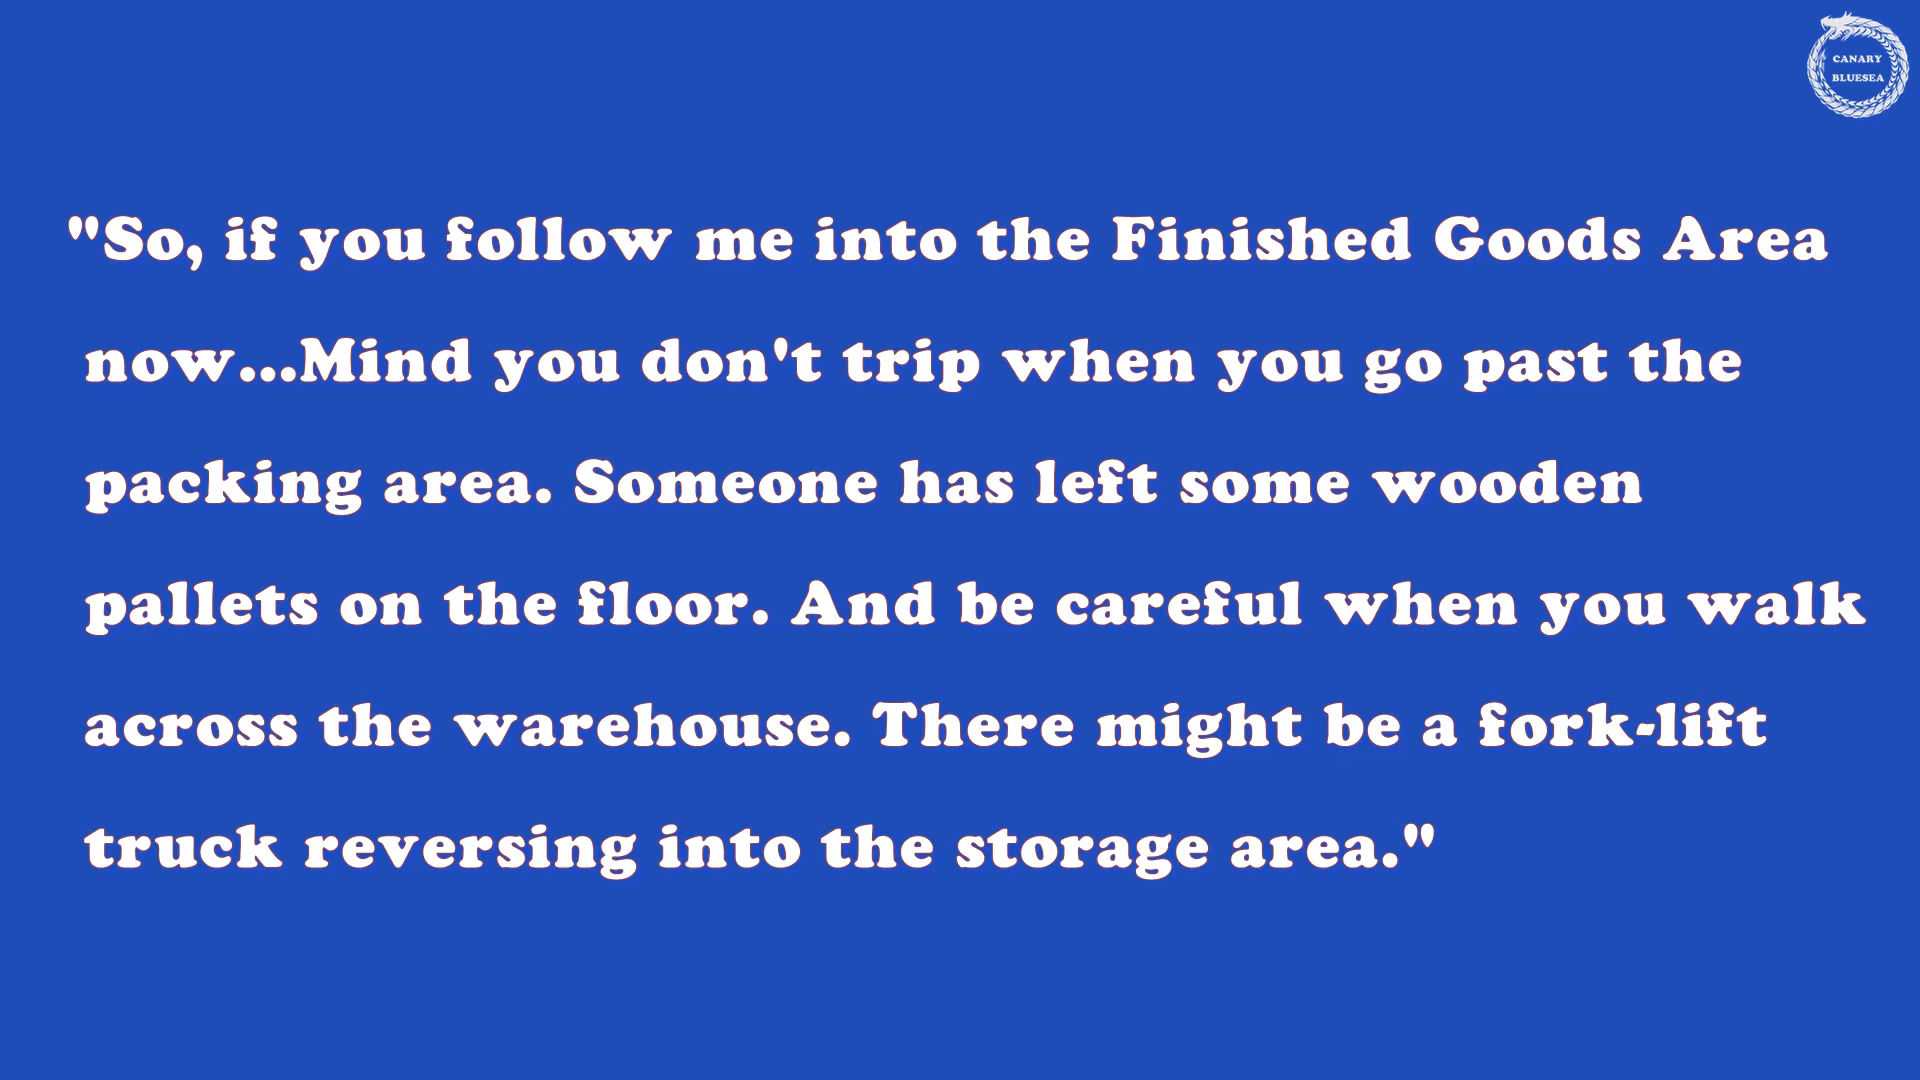 CANARY
BLUESEA
"So, if you follow me into the Finished Goods Area
now...Mind you don't trip when you go past the
packing area. Someone has left some wooden
pallets on the floor. And be careful when you walk
across the warehouse. There might be a fork-lift
truck reversing into the storage area."